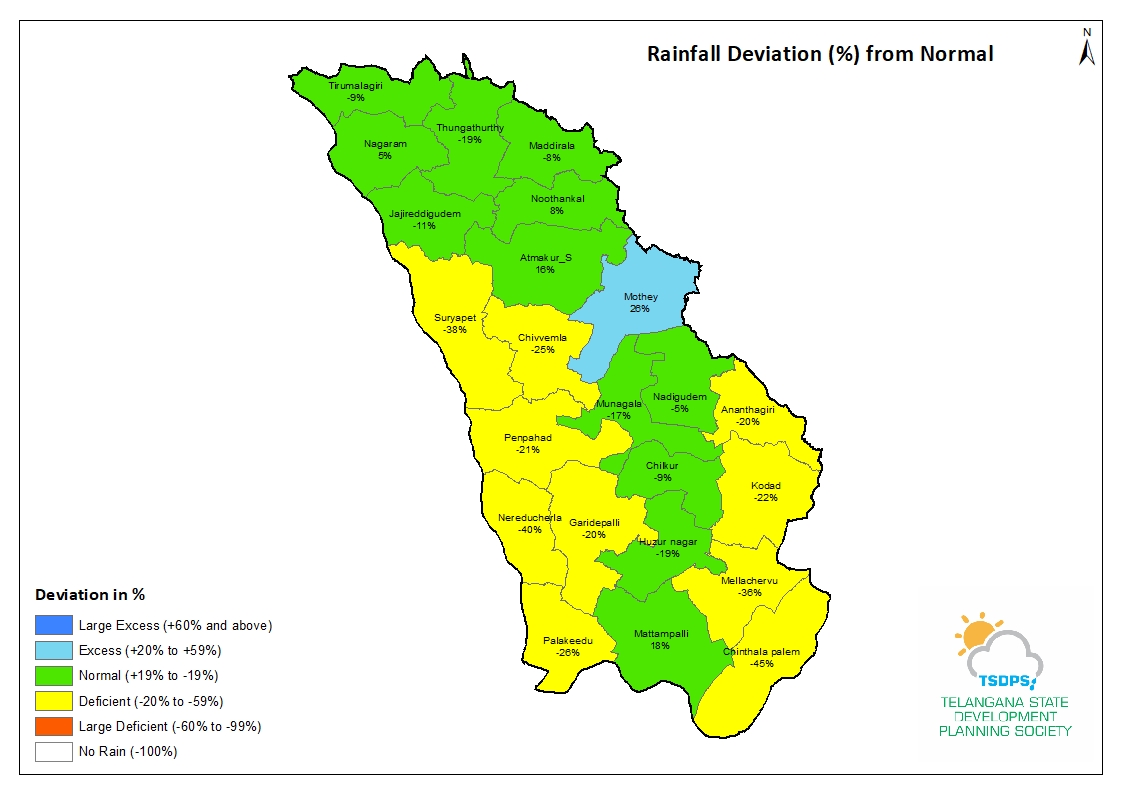 Rainfall Deviation (%) from Normal
N
Tirumalagiri
-9%
Thungathurthy
-19%
Nagaram
5%
Maddirala
-8%
Noothankal
8%
Jajireddigudem
-11%
Atmakur_S
16%
Mothey
26%
Suryapet
-38%
Chivvemla
-25%
Munagala
-17%
Nadigudem
-5%
Ananthagiri
-20%
Penpahad
-21%
Chilkur
-9%
Kodad
-22%
Nereducherla
-40%
Garidepalli
-20%
Huzur nagar
-19%
Mellachervu
-36%
Palakeedu
-26%
Mattampalli
18%
Chinthala palem
-45%
Deviation in %
Large Excess (+60% and above)
Excess (+20% to +59%)
Normal (+19% to -19%)
Deficient (-20% to -59%)
Large Deficient (-60% to -99%)
No Rain (-100%)
TSDPS
TELANGANA STATE
DEVELOPMENT
PLANNING SOCIETY